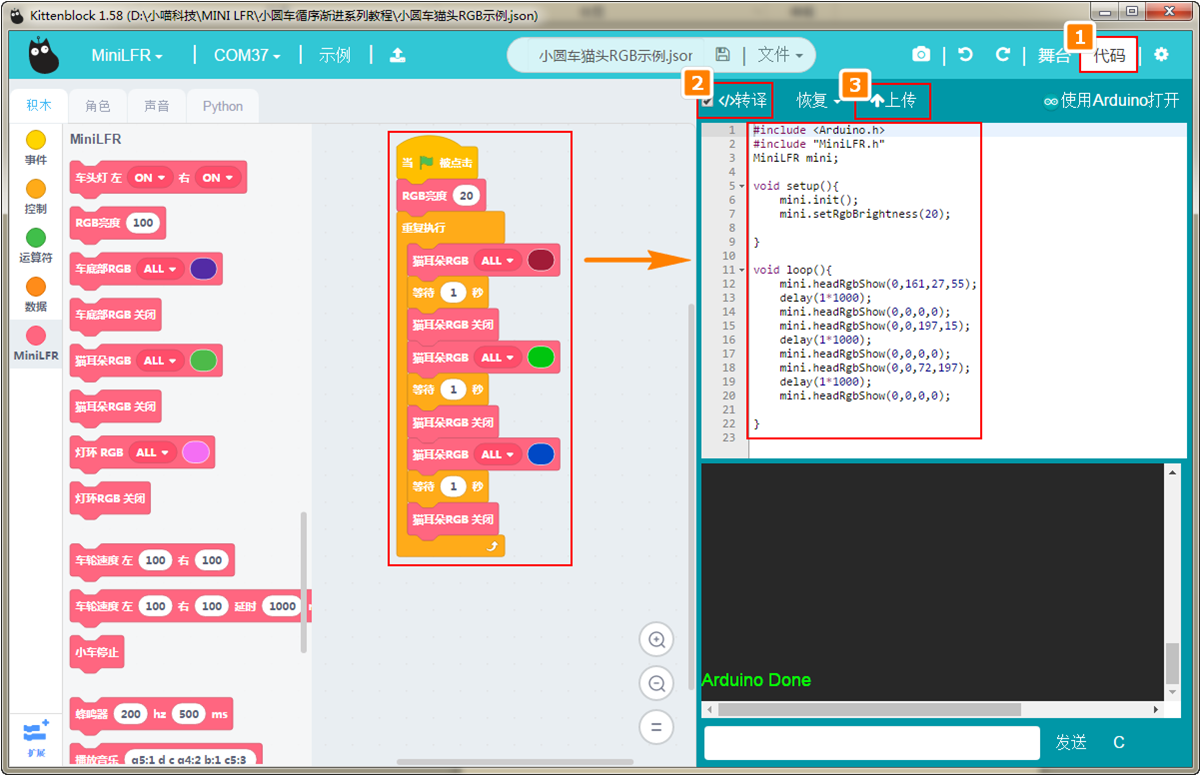 Kittenblock 1.58 (D:\小喵科技\MINI LFR\小圆车循序渐进系列教程\小圆车猫头RGB示例.json)
MiniLFR COM37 示例 小圆车猫头RGB示例.jsor 文件 舞台 1 代码
积木 角色 声音 Python
2 </>转译 恢复 3 上传 使用Arduino打开
事件
控制
运算符
数据
MiniLFR
扩展
MiniLFR
车头灯 左 ON 右 ON
RGB亮度 100
车底部RGB ALL
车底部RGB 关闭
猫耳朵RGB ALL
猫耳朵RGB 关闭
灯环 RGB ALL
灯环RGB 关闭
车轮速度 左 100 右 100
车轮速度 左 100 右 100 延时 1000
小车停止
蜂鸣器 200 hz 500 ms
播放音乐 g5:1 d c g4:2 b:1 c5:3
当 被点击
RGB亮度 20
重复执行
猫耳朵RGB ALL
等待 1 秒
猫耳朵RGB 关闭
猫耳朵RGB ALL
等待 1 秒
猫耳朵RGB 关闭
猫耳朵RGB ALL
等待 1 秒
猫耳朵RGB 关闭
1 #include <Arduino.h>
2 #include "MiniLFR.h"
3 MiniLFR mini;
4
5 void setup(){
6 mini.init();
7 mini.setRgbBrightness(20);
8
9 }
10
11 void loop(){
12 mini.headRgbShow(0,161,27,55);
13 delay(1*1000);
14 mini.headRgbShow(0,0,0,0);
15 mini.headRgbShow(0,0,197,15);
16 delay(1*1000);
17 mini.headRgbShow(0,0,0,0);
18 mini.headRgbShow(0,0,72,197);
19 delay(1*1000);
20 mini.headRgbShow(0,0,0,0);
21
22 }
23
Arduino Done
发送 C